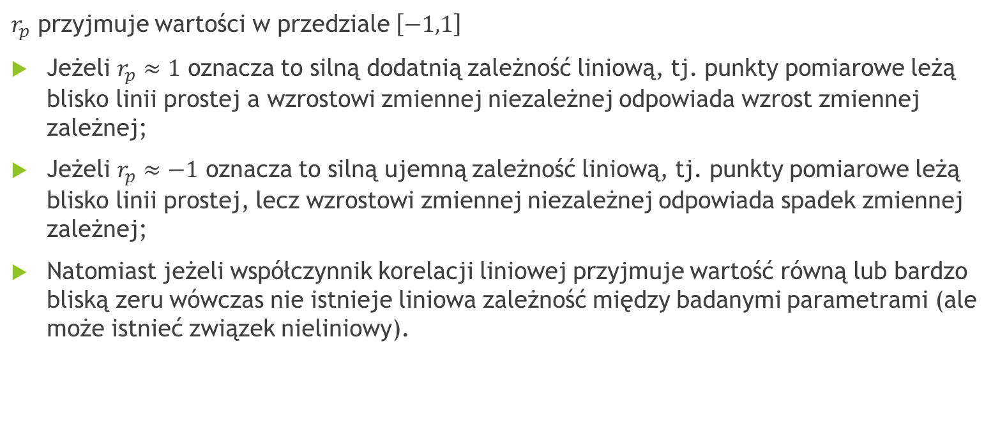 r_p przyjmuje wartości w przedziale [−1,1]
Jeżeli r_p ≈ 1 oznacza to silną dodatnią zależność liniową, tj. punkty pomiarowe leżą
blisko linii prostej a wzrostowi zmiennej niezależnej odpowiada wzrost zmiennej
zależnej;
Jeżeli r_p ≈ −1 oznacza to silną ujemną zależność liniową, tj. punkty pomiarowe leżą
blisko linii prostej, lecz wzrostowi zmiennej niezależnej odpowiada spadek zmiennej
zależnej;
Natomiast jeżeli współczynnik korelacji liniowej przyjmuje wartość równą lub bardzo
bliską zeru wówczas nie istnieje liniowa zależność między badanymi parametrami (ale
może istnieć związek nieliniowy).